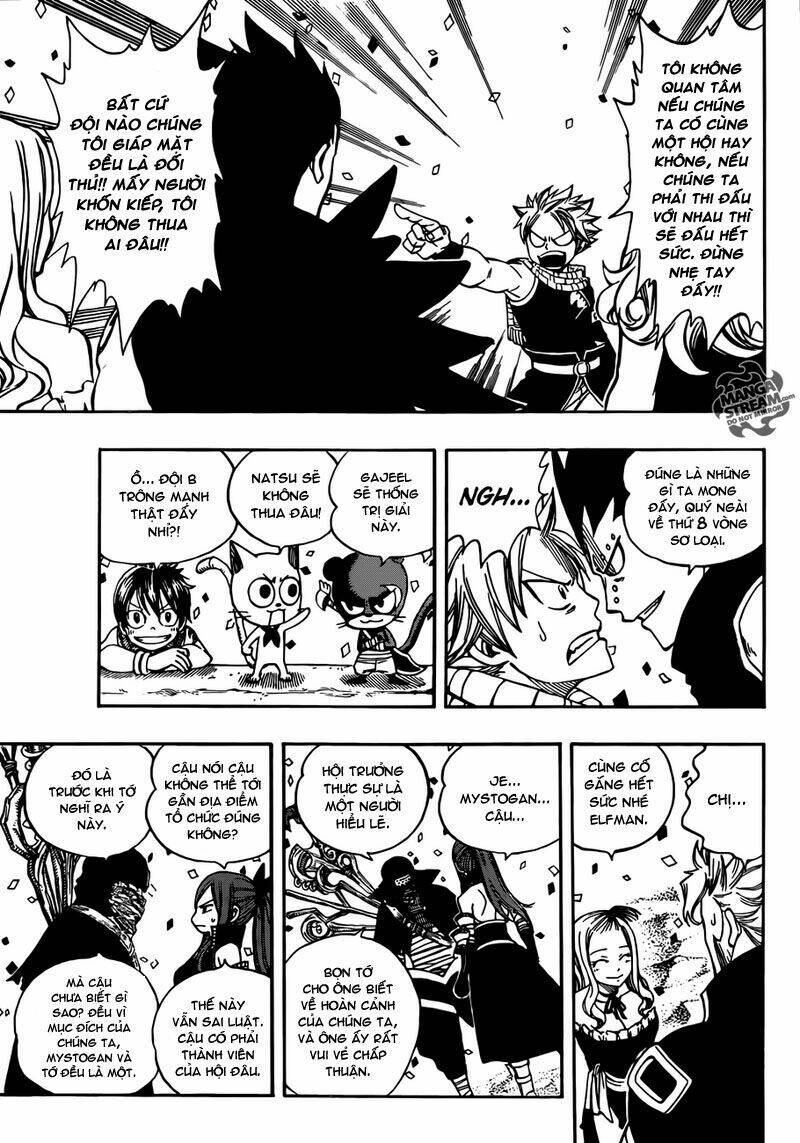 TÔI KHÔNG
QUAN TÂM
NẾU CHÚNG
TA CÓ CÙNG
MỘT HỘI HAY
KHÔNG, NẾU
CHÚNG TA
PHẢI THI ĐẤU
VỚI NHAU THÌ
SẼ ĐẤU HẾT
SỨC. ĐỪNG
NHẸ TAY
ĐẤY!!
BẤT CỨ
ĐỘI NÀO CHÚNG
TÔI GIÁP MẶT
ĐỀU LÀ ĐỐI
THỦ!! MẤY NGƯỜI
KHỐN KIẾP, TÔI
KHÔNG THUA
AI ĐÂU!!
MANGA
STREAM.com
DO NOT MIRROR
ĐÚNG LÀ NHỮNG
GÌ TA MONG
ĐẤY, QUÝ NGÀI
VỀ THỨ 8 VÒNG
SƠ LOẠI.
NGH...
GAJEEL
SẼ THỐNG
TRỊ GIẢI
NÀY.
NATSU SẼ
KHÔNG
THUA ĐÂU!
Ồ... ĐỘI B
TRÔNG MẠNH
THẬT ĐẤY
NHỈ?!
CHỊ...
CÙNG CỐ
GẮNG HẾT
SỨC NHÉ
ELFMAN.
JE...
MYSTOGAN...
CẬU...
HỘI TRƯỞNG
THỰC SỰ LÀ
MỘT NGƯỜI
HIỂU LẼ.
BỌN TỚ
CHO ÔNG BIẾT
VỀ HOÀN CẢNH
CỦA CHÚNG TA,
VÀ ÔNG ẤY RẤT
VUI VẺ CHẤP
THUẬN.
CẬU NÓI CẬU
KHÔNG THỂ TỚI
GẦN ĐỊA ĐIỂM
TỔ CHỨC ĐÚNG
KHÔNG?
ĐÓ LÀ
TRƯỚC KHI TỚ
NGHĨ RA Ý
NÀY.
THẾ NÀY
VẪN SAI LUẬT.
CẬU CÓ PHẢI
THÀNH VIÊN
CỦA HỘI ĐÂU.
MÀ CẬU
CHƯA BIẾT GÌ
SAO? ĐỀU VÌ
MỤC ĐÍCH CỦA
CHÚNG TA,
MYSTOGAN VÀ
TỚ ĐỀU LÀ MỘT.